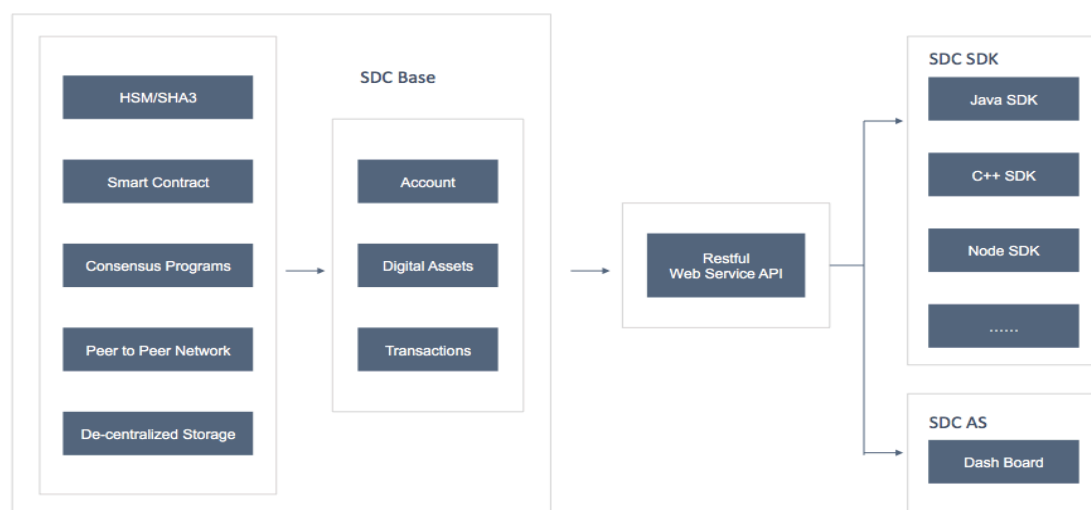 SDC Base
HSM/SHA3
Smart Contract
Consensus Programs
Peer to Peer Network
De-centralized Storage
Account
Digital Assets
Transactions
Restful
Web Service API
SDC SDK
Java SDK
C++ SDK
Node SDK
......
SDC AS
Dash Board